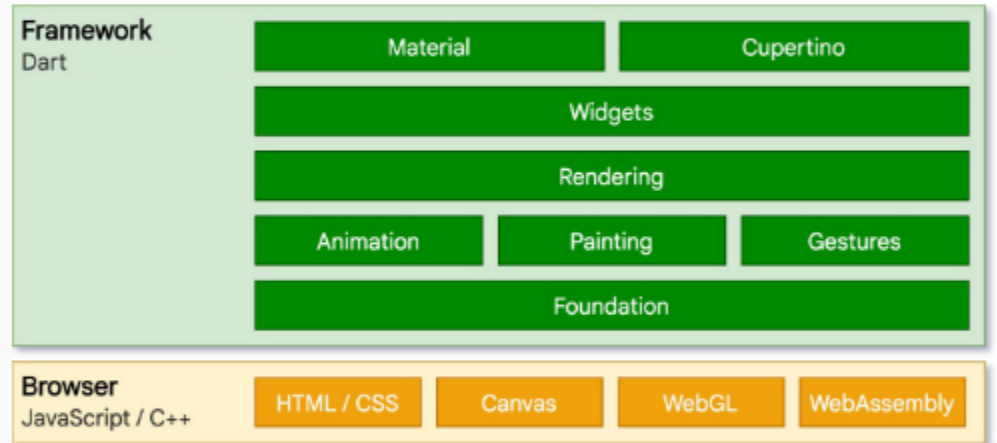 Framework
Dart
Material Cupertino
Widgets
Rendering
Animation Painting Gestures
Foundation
Browser
JavaScript / C++
HTML / CSS Canvas WebGL WebAssembly